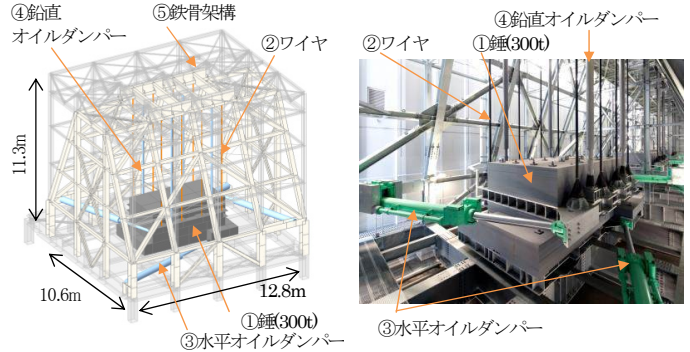 ④鉛直
オイルダンパー
⑤鉄骨架構
②ワイヤ
11.3m
10.6m
12.8m
①錘(300t)
③水平オイルダンパー
④鉛直オイルダンパー
②ワイヤ
①錘(300t)
③水平オイルダンパー